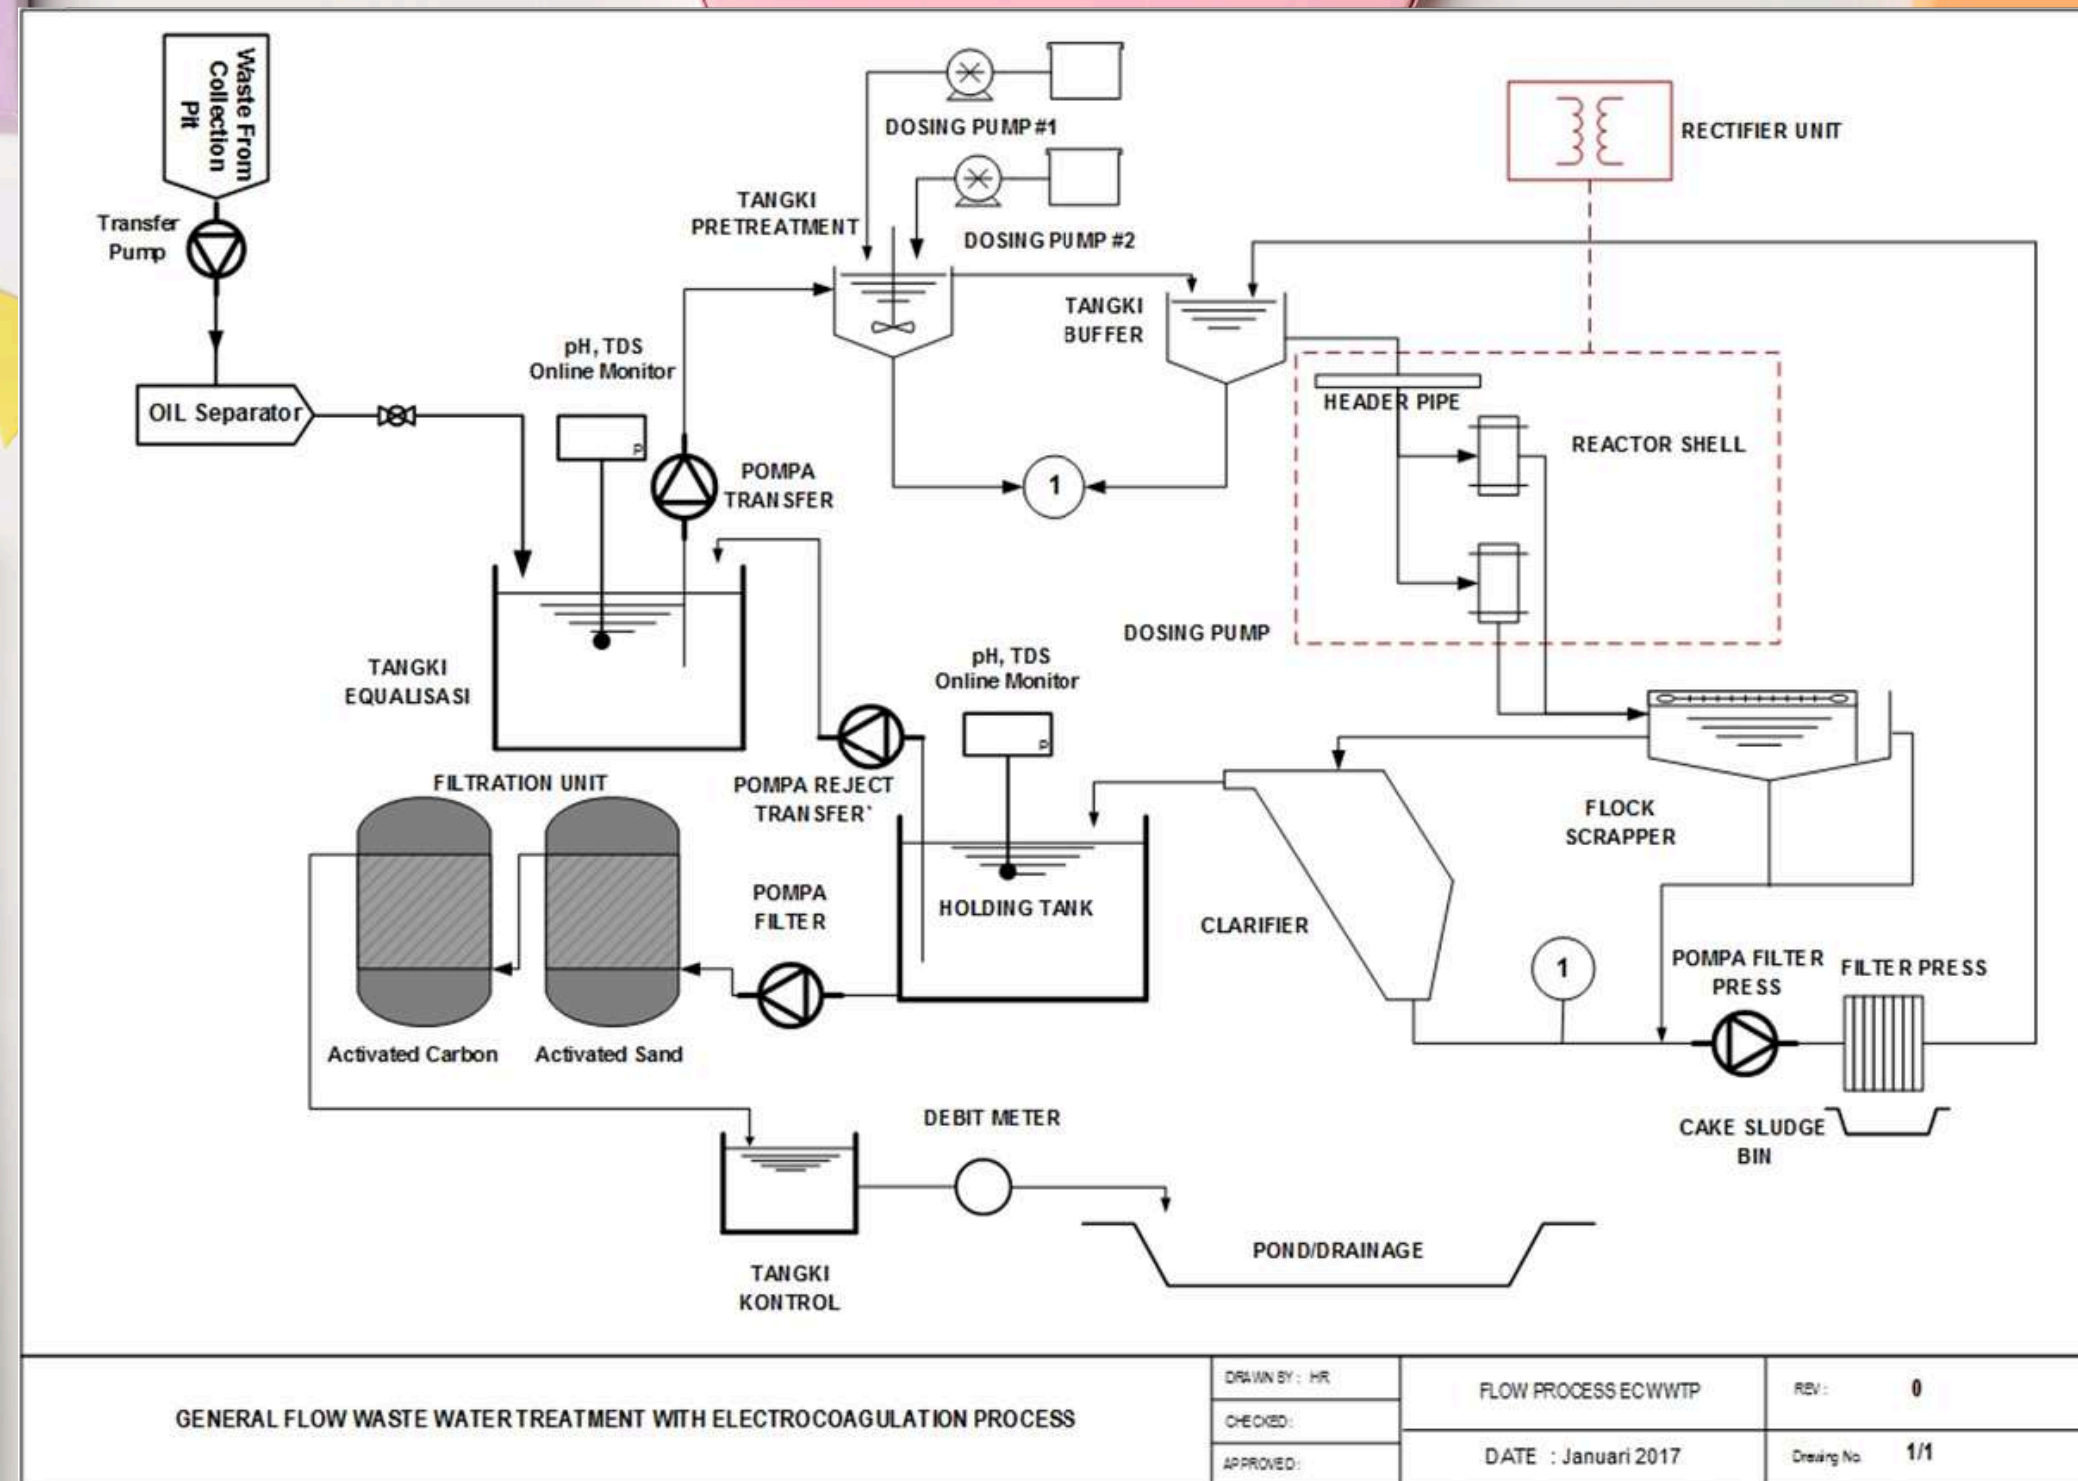 Waste From
Collection
Pit
Transfer
Pump
OIL Separator
DOSING PUMP #1
DOSING PUMP #2
TANGKI
PRETREATMENT
TANGKI
BUFFER
RECTIFIER UNIT
HEADER PIPE
REACTOR SHELL
pH, TDS
Online Monitor
P
POMPA
TRANSFER
1
DOSING PUMP
TANGKI
EQUALISASI
pH, TDS
Online Monitor
P
FILTRATION UNIT
POMPA REJECT
TRANSFER`
FLOCK
SCRAPPER
POMPA
FILTER
HOLDING TANK
CLARIFIER
1
POMPA FILTER
PRESS
FILTER PRESS
Activated Carbon
Activated Sand
DEBIT METER
CAKE SLUDGE
BIN
TANGKI
KONTROL
POND/DRAINAGE
GENERAL FLOW WASTE WATER TREATMENT WITH ELECTROCOAGULATION PROCESS
DRAWN BY : HR
CHECKED:
APPROVED:
FLOW PROCESS ECWWTP
DATE : Januari 2017
REV : 0
Drawing No. 1/1